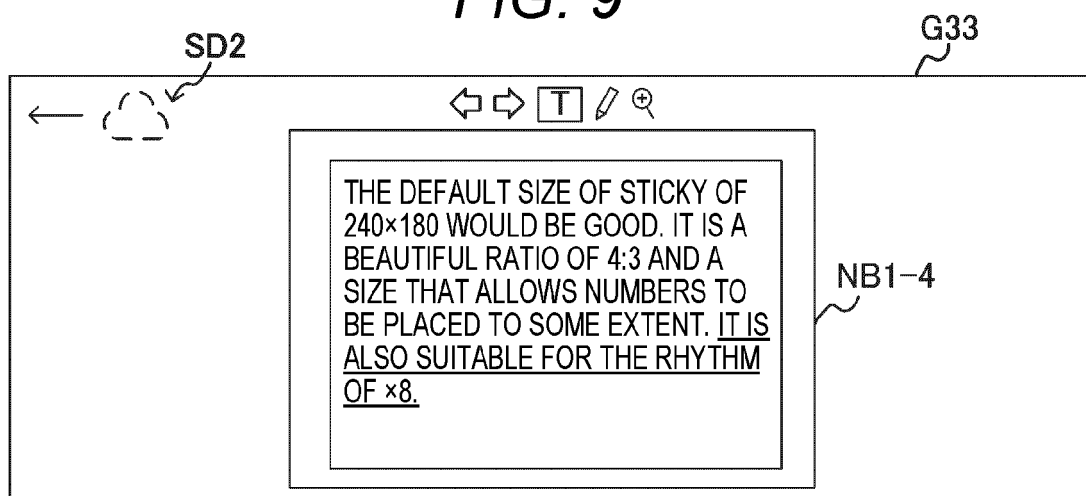 FIG. 9
SD2
G33
T
THE DEFAULT SIZE OF STICKY OF
240×180 WOULD BE GOOD. IT IS A
BEAUTIFUL RATIO OF 4:3 AND A
SIZE THAT ALLOWS NUMBERS TO
BE PLACED TO SOME EXTENT. IT IS
ALSO SUITABLE FOR THE RHYTHM
OF ×8.
NB1-4